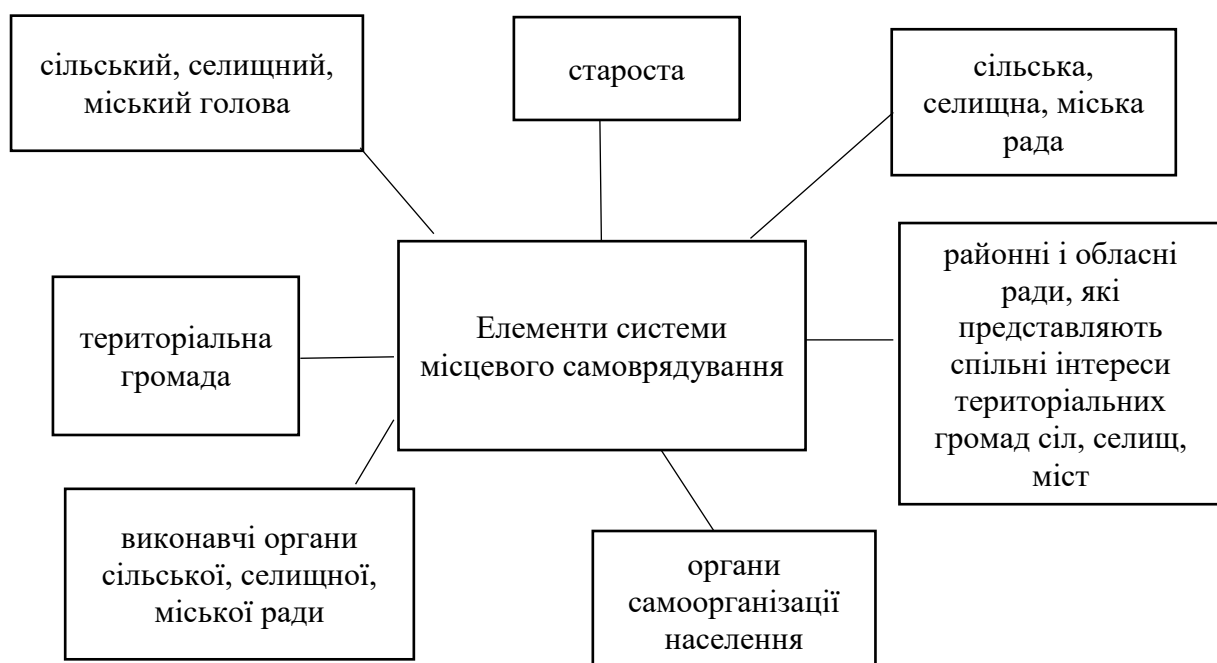 сільський, селищний,
міський голова
староста
сільська,
селищна, міська
рада
територіальна
громада
Елементи системи
місцевого самоврядування
районні і обласні
ради, які
представляють
спільні інтереси
територіальних
громад сіл, селищ,
міст
виконавчі органи
сільської, селищної,
міської ради
органи
самоорганізації
населення